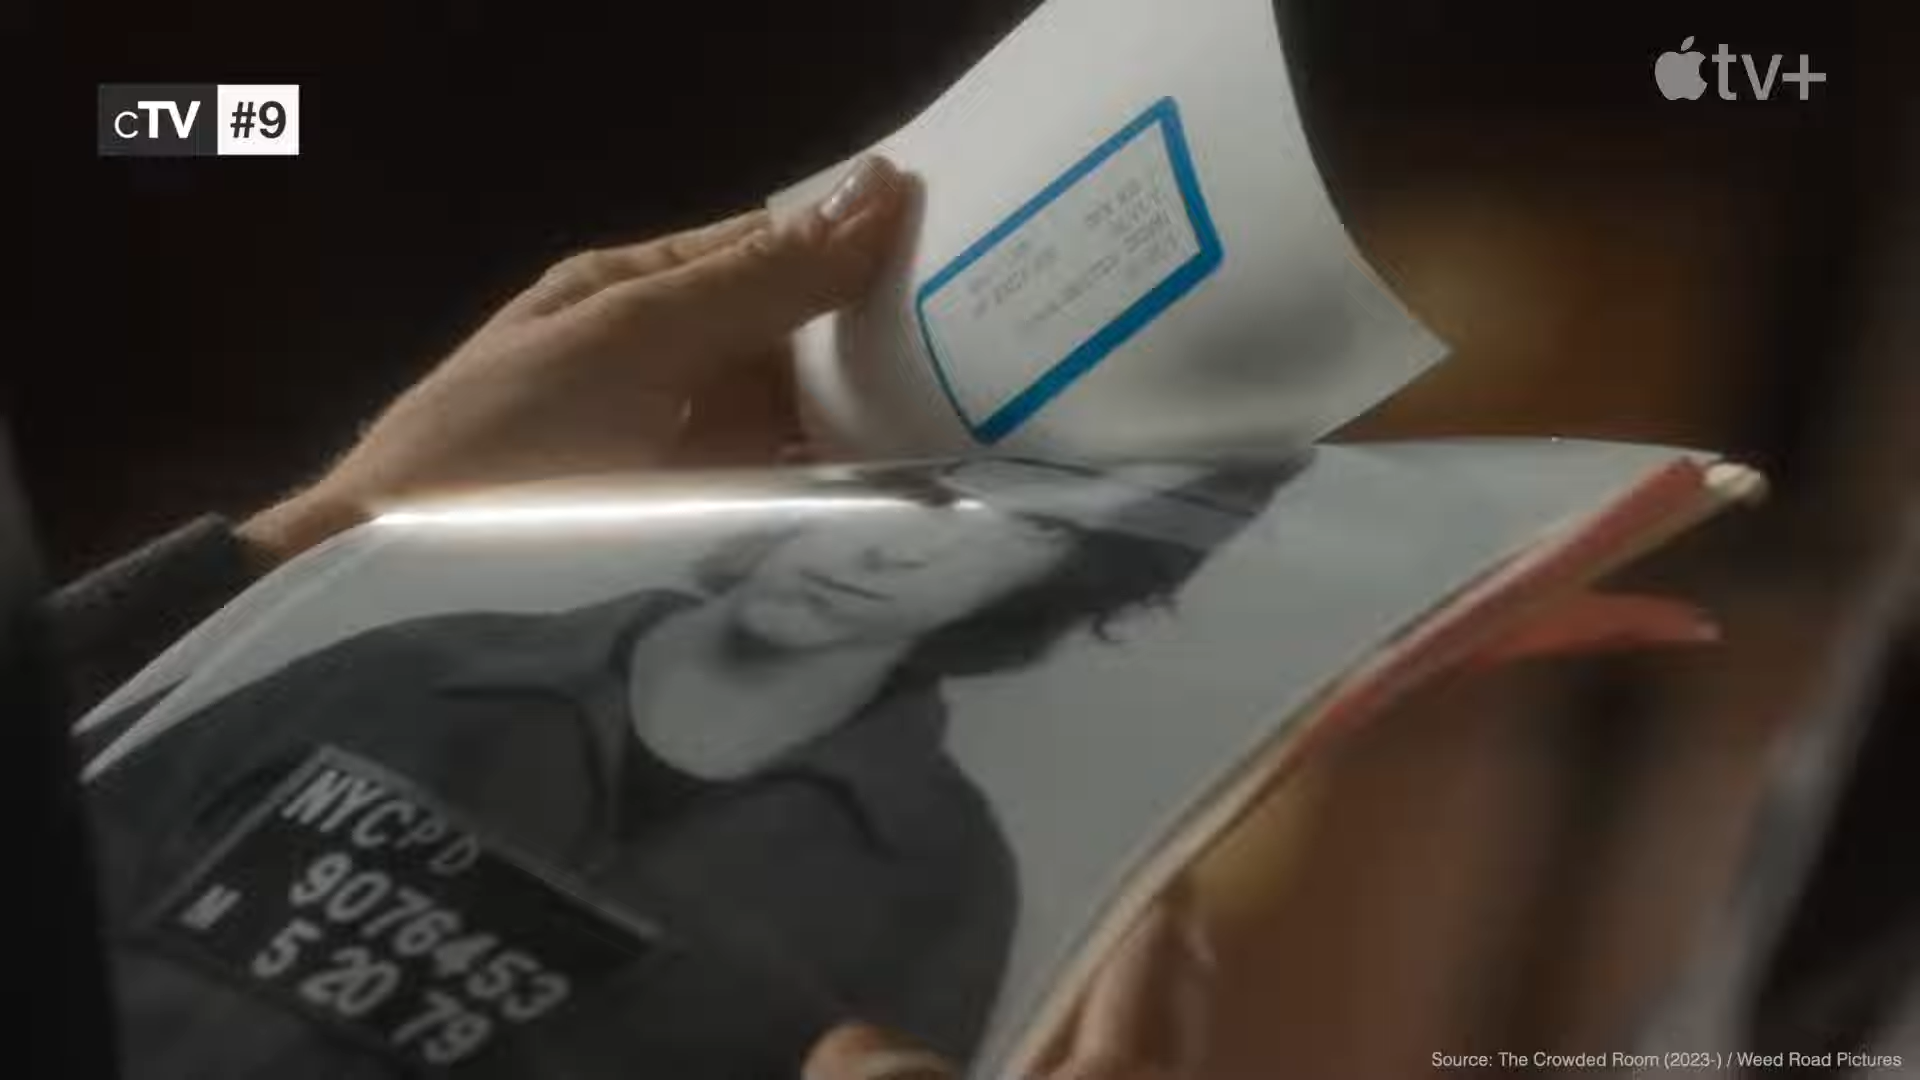 cTV #9
tv+
NYCPD
9076453
M 5 20 79
Source: The Crowded Room (2023-) / Weed Road Pictures